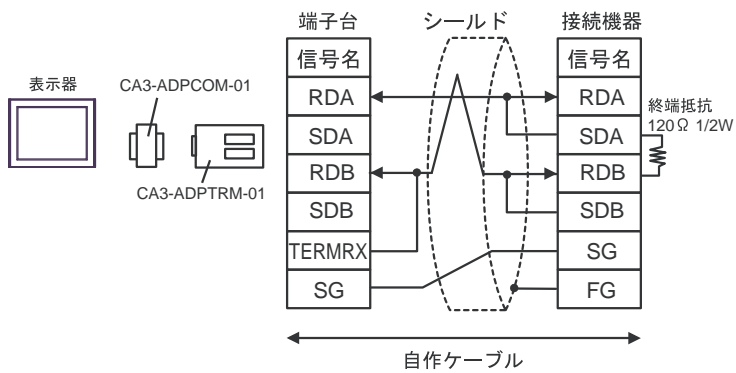 端子台
シールド
接続機器
信号名
信号名
表示器
CA3-ADPCOM-01
CA3-ADPTRM-01
RDA
SDA
RDB
SDB
TERMRX
SG
RDA
SDA
RDB
SDB
SG
FG
終端抵抗
120Ω 1/2W
自作ケーブル